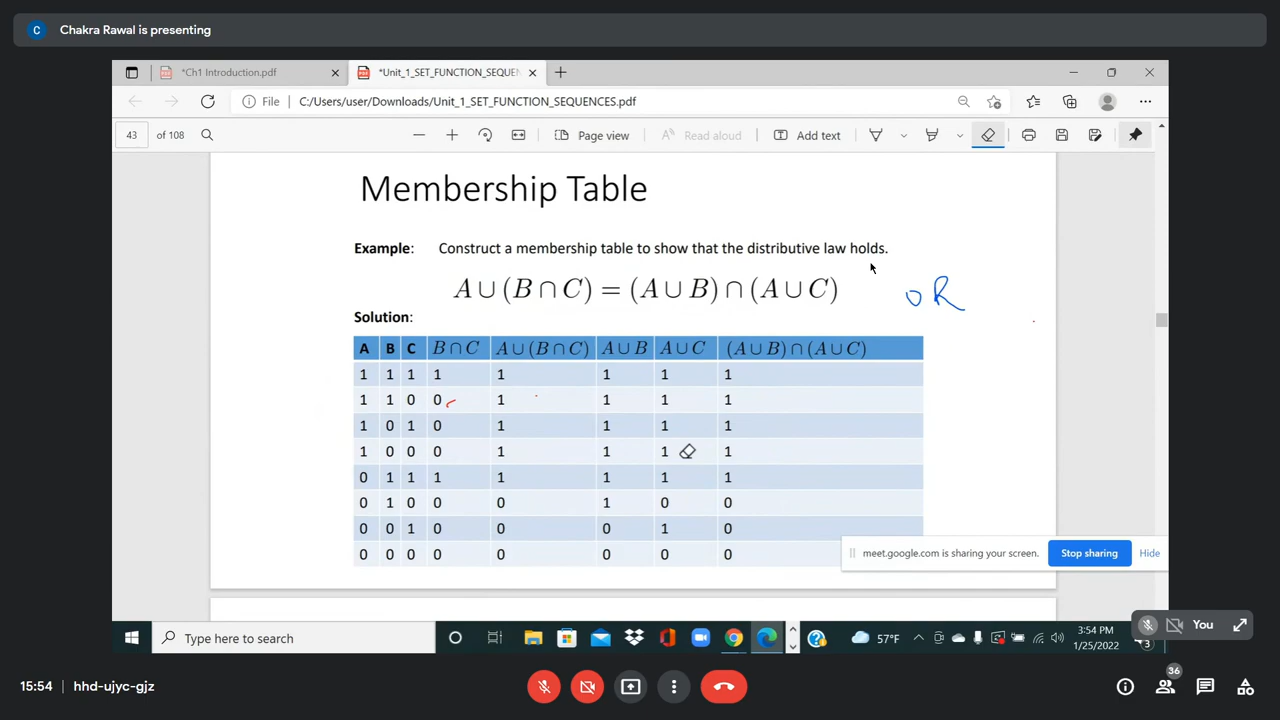 C Chakra Rawal is presenting
*Ch1 Introduction.pdf
*Unit_1_SET_FUNCTION_SEQUEN
File C:/Users/user/Downloads/Unit_1_SET_FUNCTION_SEQUENCES.pdf
43 of 108 Page view Read aloud Add text
Membership Table
Example: Construct a membership table to show that the distributive law holds.
A ∪ (B ∩ C) = (A ∪ B) ∩ (A ∪ C)
OR
Solution:
A B C B ∩ C A ∪ (B ∩ C) A ∪ B A ∪ C (A ∪ B) ∩ (A ∪ C)
1 1 1 1 1 1 1 1
1 1 0 0 1 1 1 1
1 0 1 0 1 1 1 1
1 0 0 0 1 1 1 1
0 1 1 1 1 1 1 1
0 1 0 0 0 1 0 0
0 0 1 0 0 0 1 0
0 0 0 0 0 0 0 0
meet.google.com is sharing your screen. Stop sharing Hide
You
Type here to search
57°F
3:54 PM
1/25/2022
3
15:54 hhd-ujyc-gjz
36